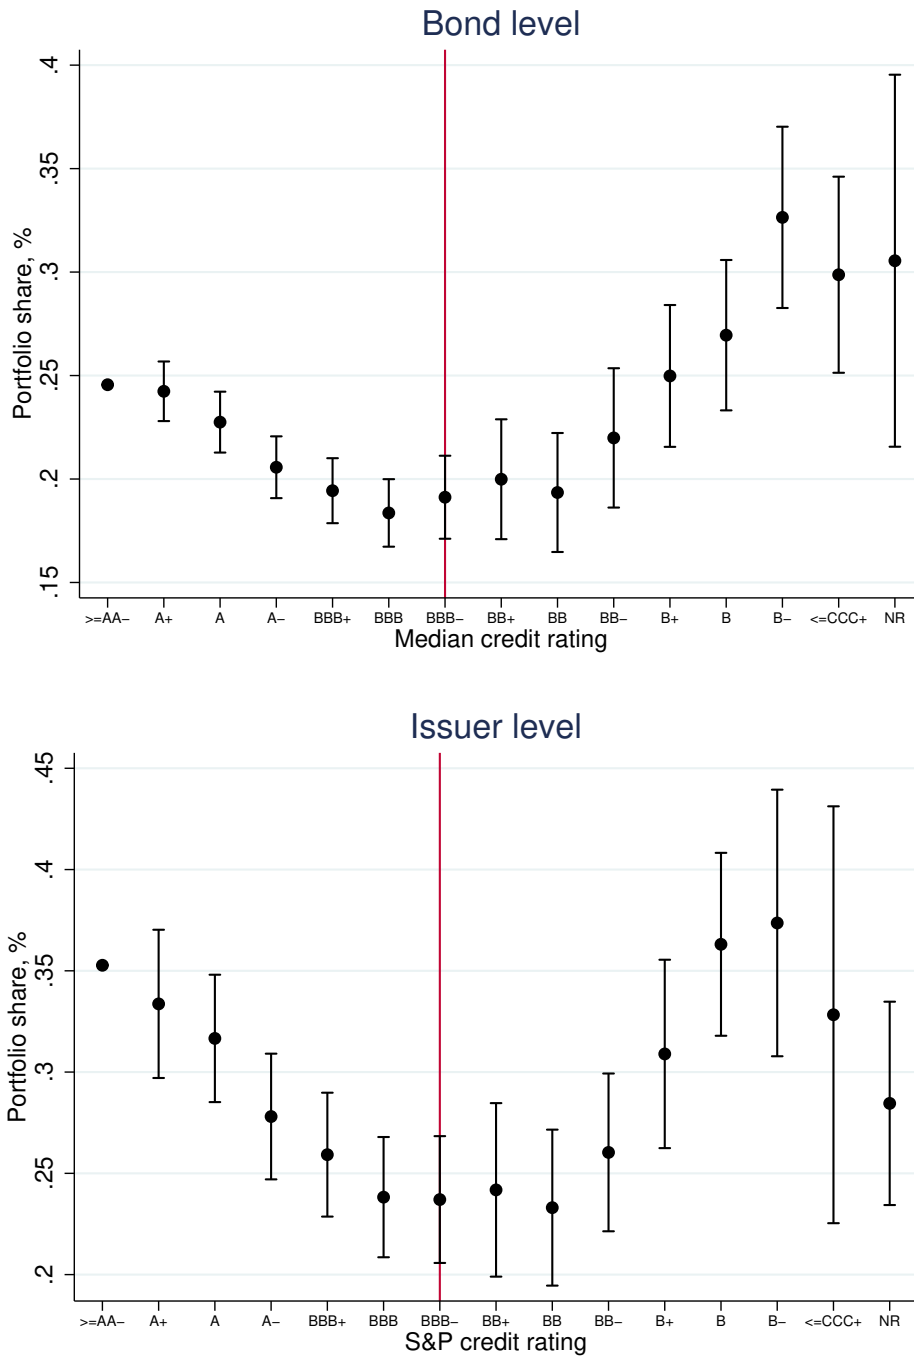 Bond level
Portfolio share, %
.4
.35
.3
.25
.2
.15
>=AA− A+ A A− BBB+ BBB BBB− BB+ BB BB− B+ B B− <=CCC+ NR
Median credit rating
Issuer level
Portfolio share, %
.45
.4
.35
.3
.25
.2
>=AA− A+ A A− BBB+ BBB BBB− BB+ BB BB− B+ B B− <=CCC+ NR
S&P credit rating